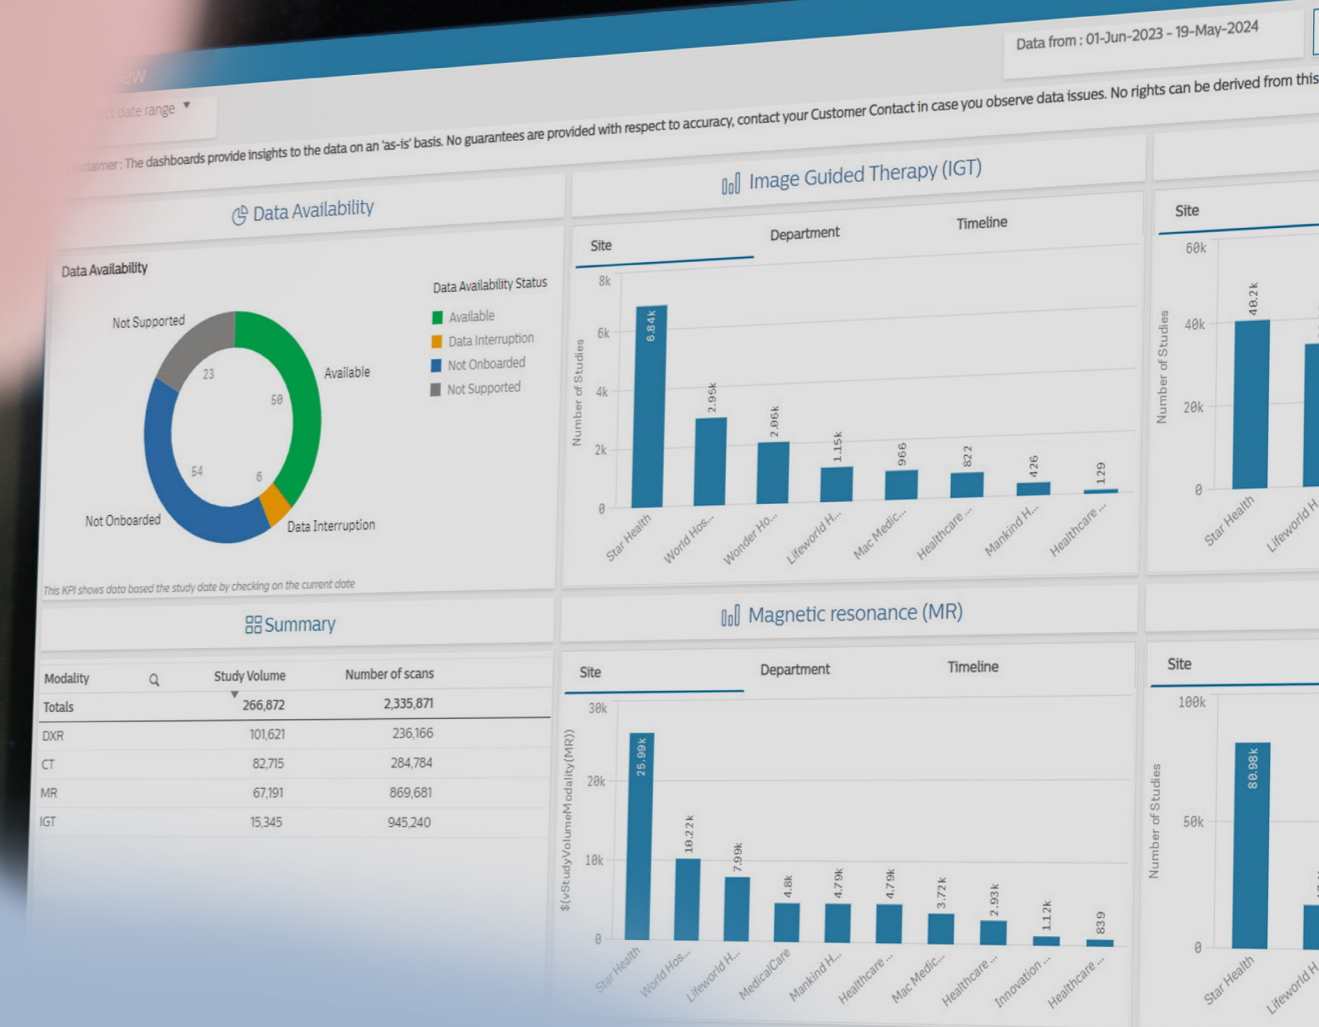 Data from : 01-Jun-2023 - 19-May-2024
date range
Disclaimer : The dashboards provide insights to the data on an 'as-is' basis. No guarantees are provided with respect to accuracy, contact your Customer Contact in case you observe data issues. No rights can be derived from this
Data Availability
Data Availability
Data Availability Status
Available
Data Interruption
Not Onboarded
Not Supported
Not Supported
Available
Not Onboarded
Data Interruption
23
50
54
6
This KPI shows data based the study date by checking on the current date
Image Guided Therapy (IGT)
Site Department Timeline
Number of Studies
8k
6k
4k
2k
0
6.84k
2.95k
2.06k
1.15k
966
822
426
129
Star Health
World Hos...
Wonder Ho...
Lifeworld H...
Mac Medic...
Healthcare ...
Mankind H...
Healthcare ...
Site
Number of Studies
60k
40k
20k
0
40.2k
Star Health
Lifeworld H
Summary
Modality Study Volume Number of scans
Totals 266,872 2,335,871
DXR 101,621 236,166
CT 82,715 284,784
MR 67,191 869,681
IGT 15,345 945,240
Magnetic resonance (MR)
Site Department Timeline
$(vStudyVolumeModality(MR))
30k
20k
10k
0
25.99k
10.22k
7.99k
4.8k
4.79k
4.79k
3.72k
2.93k
1.12k
839
Star Health
World Hos...
Lifeworld H...
MedicalCare
Mankind H...
Healthcare ...
Mac Medic...
Healthcare ...
Innovation ...
Healthcare ...
Site
Number of Studies
100k
50k
0
80.98k
Star Health
Lifeworld H